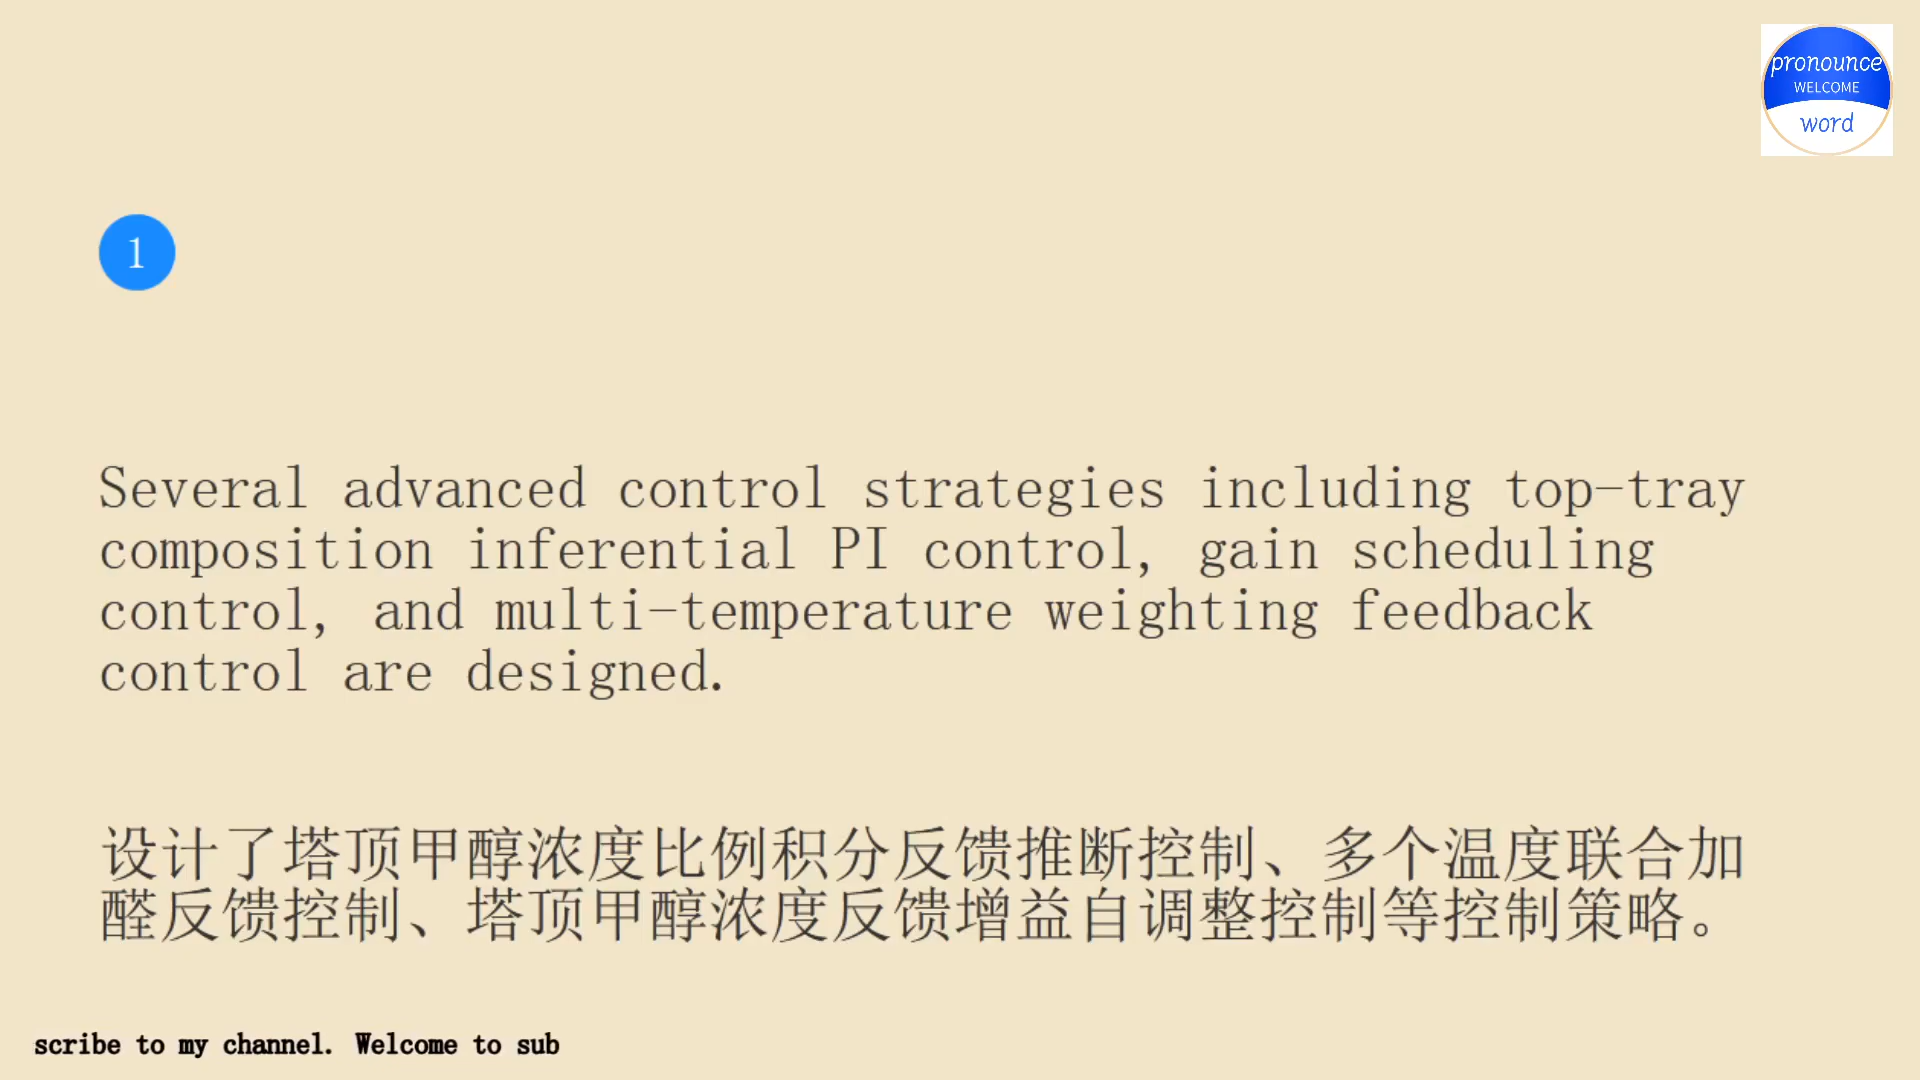 pronounce
WELCOME
word
1
Several advanced control strategies including top-tray
composition inferential PI control, gain scheduling
control, and multi-temperature weighting feedback
control are designed.
设计了塔顶甲醇浓度比例积分反馈推断控制、多个温度联合加
醛反馈控制、塔顶甲醇浓度反馈增益自调整控制等控制策略。
scribe to my channel. Welcome to sub